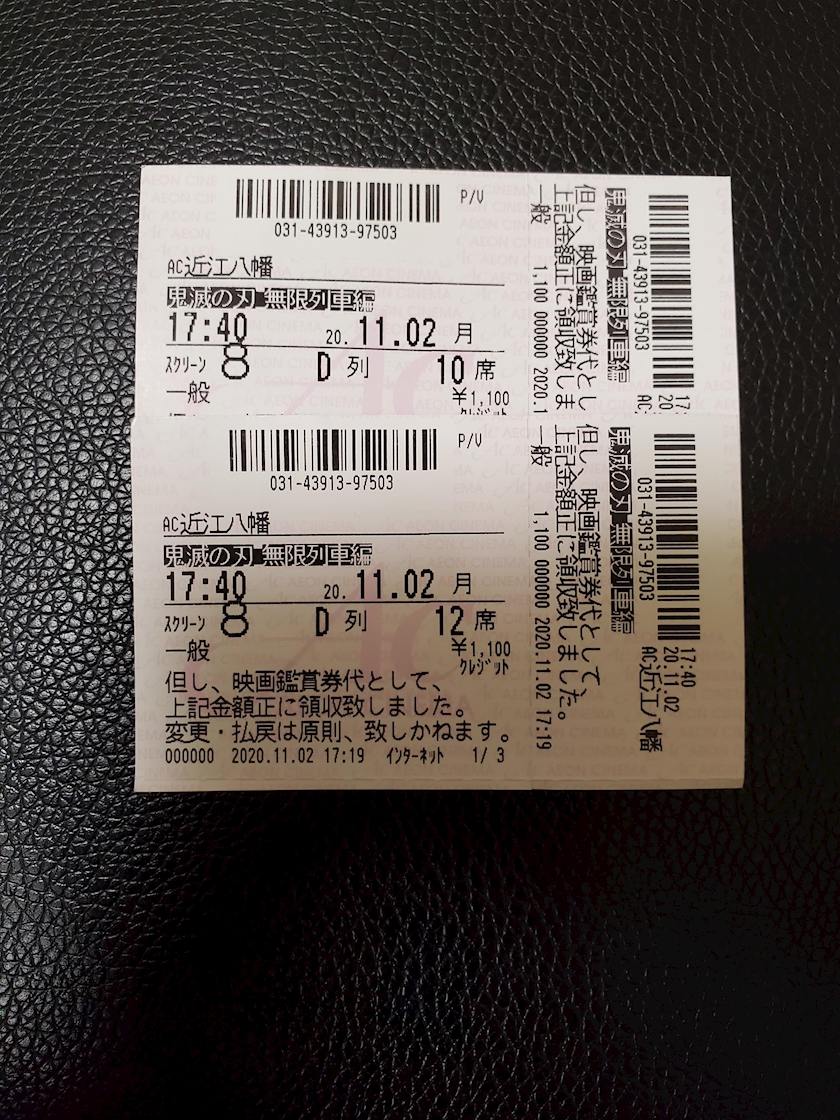 P/V
031-43913-97503
AC近江八幡
鬼滅の刃 無限列車編
17:40 20.11.02 月
スクリーン 8 D 列 10 席
一般 ¥1,100
クレジット
鬼滅の刃 無限列車編
但し、映画鑑賞券代とし
上記金額正に領収致しま
一般 1,100 000000 2020.1
031-43913-97503
17:
20.
AC
P/V
031-43913-97503
AC近江八幡
鬼滅の刃 無限列車編
17:40 20.11.02 月
スクリーン 8 D 列 12 席
一般 ¥1,100
クレジット
但し、映画鑑賞券代として、
上記金額正に領収致しました。
変更・払戻は原則、致しかねます。
000000 2020.11.02 17:19 インターネット 1/ 3
17:40
20.11.02
AC近江八幡
031-43913-97503
鬼滅の刃 無限列車編
但し、映画鑑賞券代として、
上記金額正に領収致しました。
一般 1,100 000000 2020.11.02 17:19